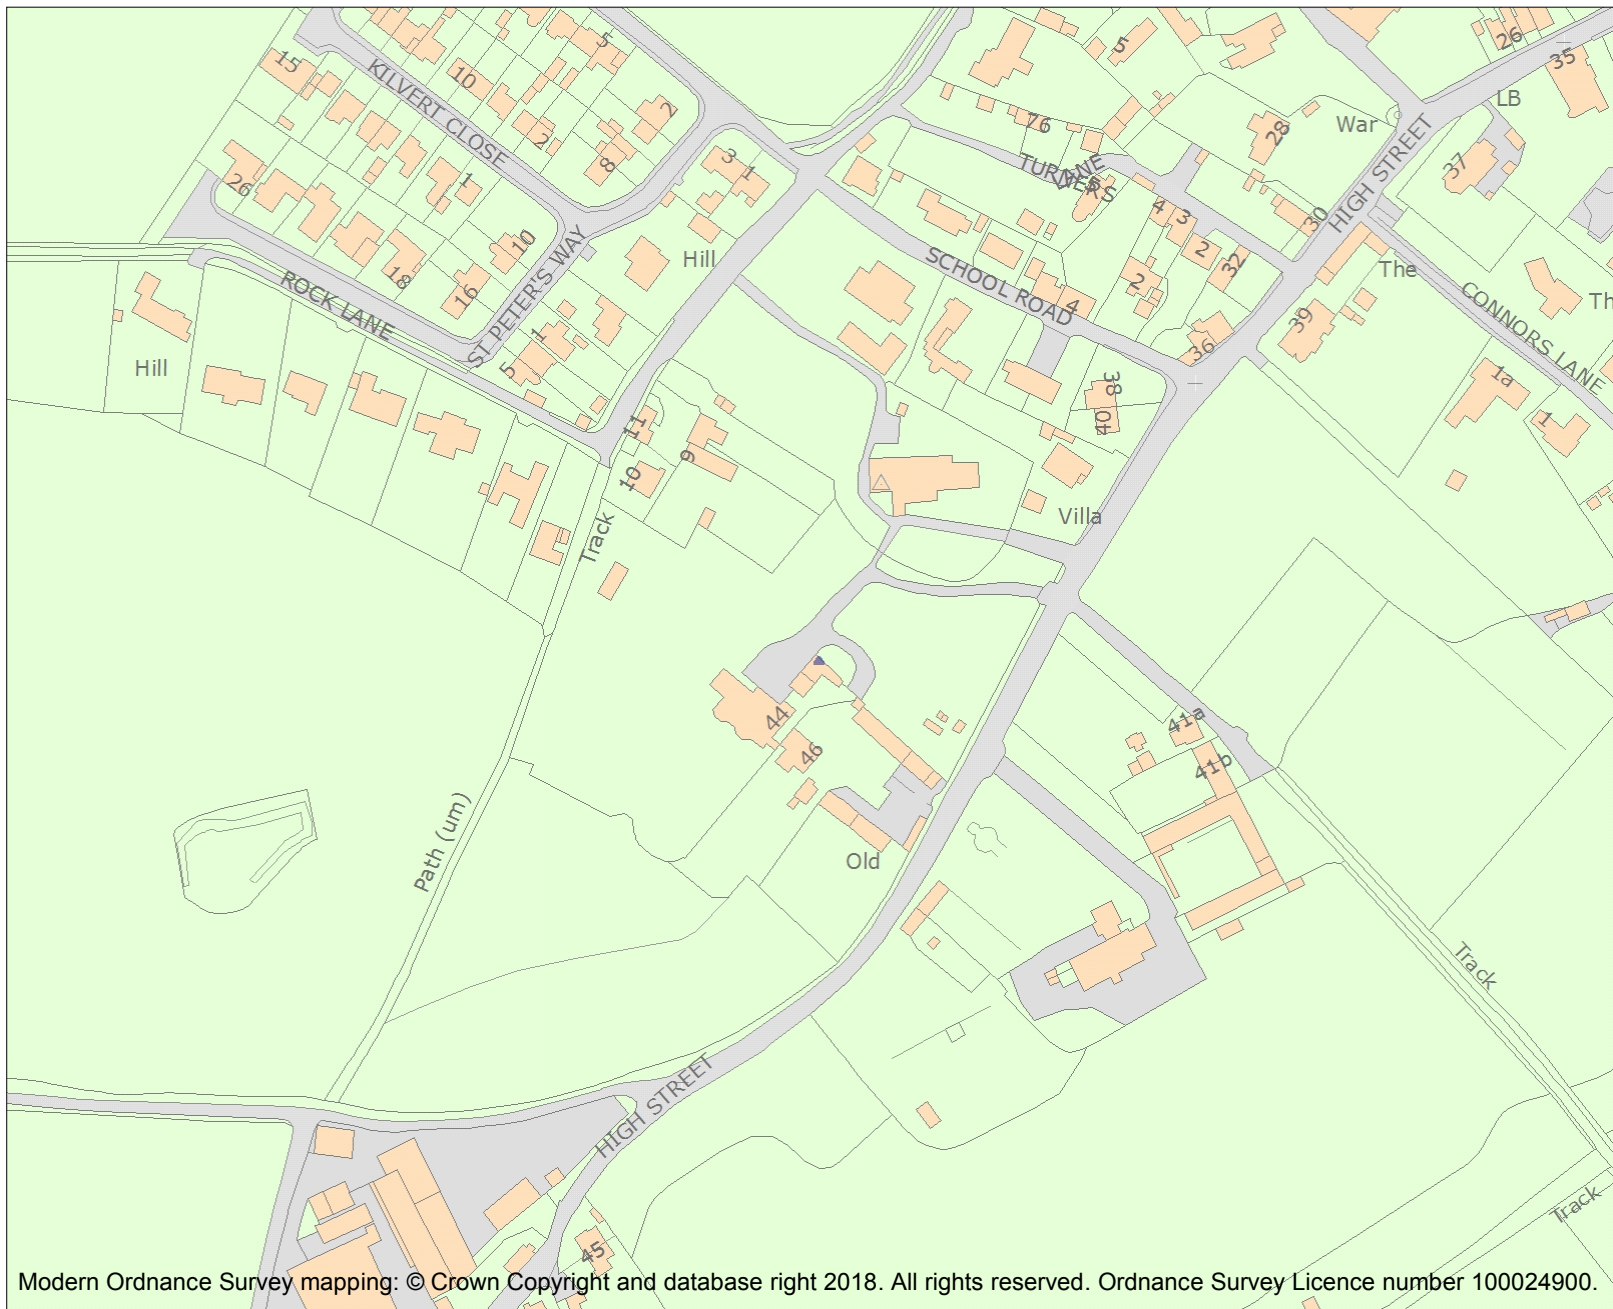 5
26
35
15
KILVERT CLOSE
10
2
5
LB
76
28
War
2
8
3
1
TURNERS
LANE
5
37
HIGH STREET
26
1
4
3
30
10
ST PETER'S WAY
Hill
SCHOOL ROAD
2
32
The
18
ROCK LANE
16
2
4
CONNORS LANE
Th
1
5
39
36
Hill
38
40
1a
1
11
10
9
Track
Villa
44
46
41a
41b
Path (um)
Old
Track
HIGH STREET
45
Track
Modern Ordnance Survey mapping: © Crown Copyright and database right 2018. All rights reserved. Ordnance Survey Licence number 100024900.